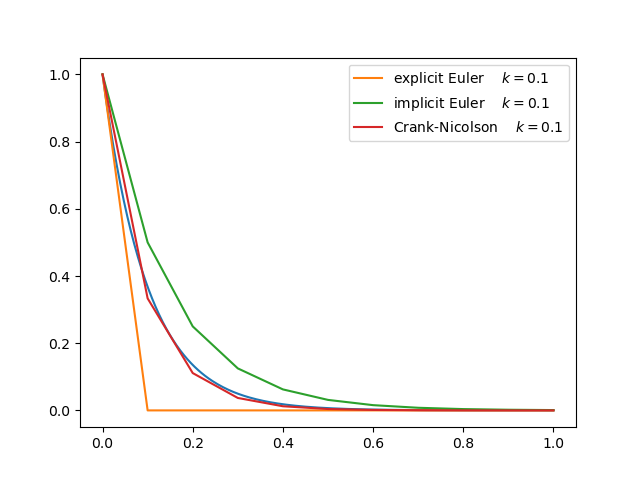 explicit Euler k = 0.1
implicit Euler k = 0.1
Crank-Nicolson k = 0.1
1.0
0.8
0.6
0.4
0.2
0.0
0.0 0.2 0.4 0.6 0.8 1.0